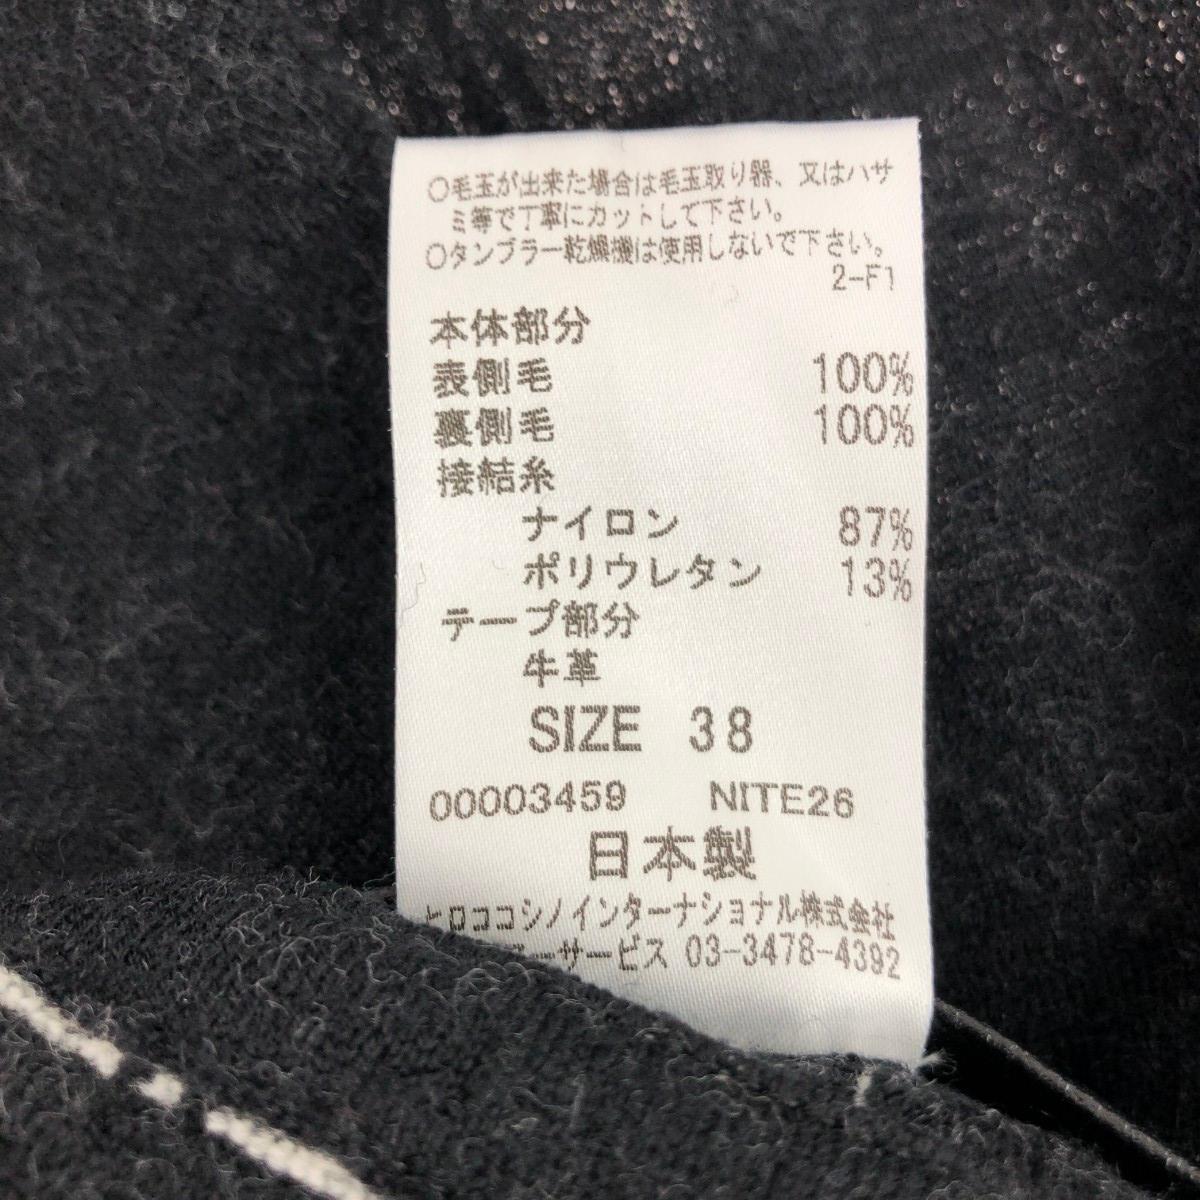 〇毛玉が出来た場合は毛玉取り器、又はハサ
ミ等で丁寧にカットして下さい。
〇タンブラー乾燥機は使用しないで下さい。
2-F1
本体部分
表側毛 100%
裏側毛 100%
接結糸
ナイロン 87%
ポリウレタン 13%
テープ部分
牛革
SIZE 38
00003459 NITE26
日本製
ヒロココシノインターナショナル株式会社
サービス 03-3478-4392